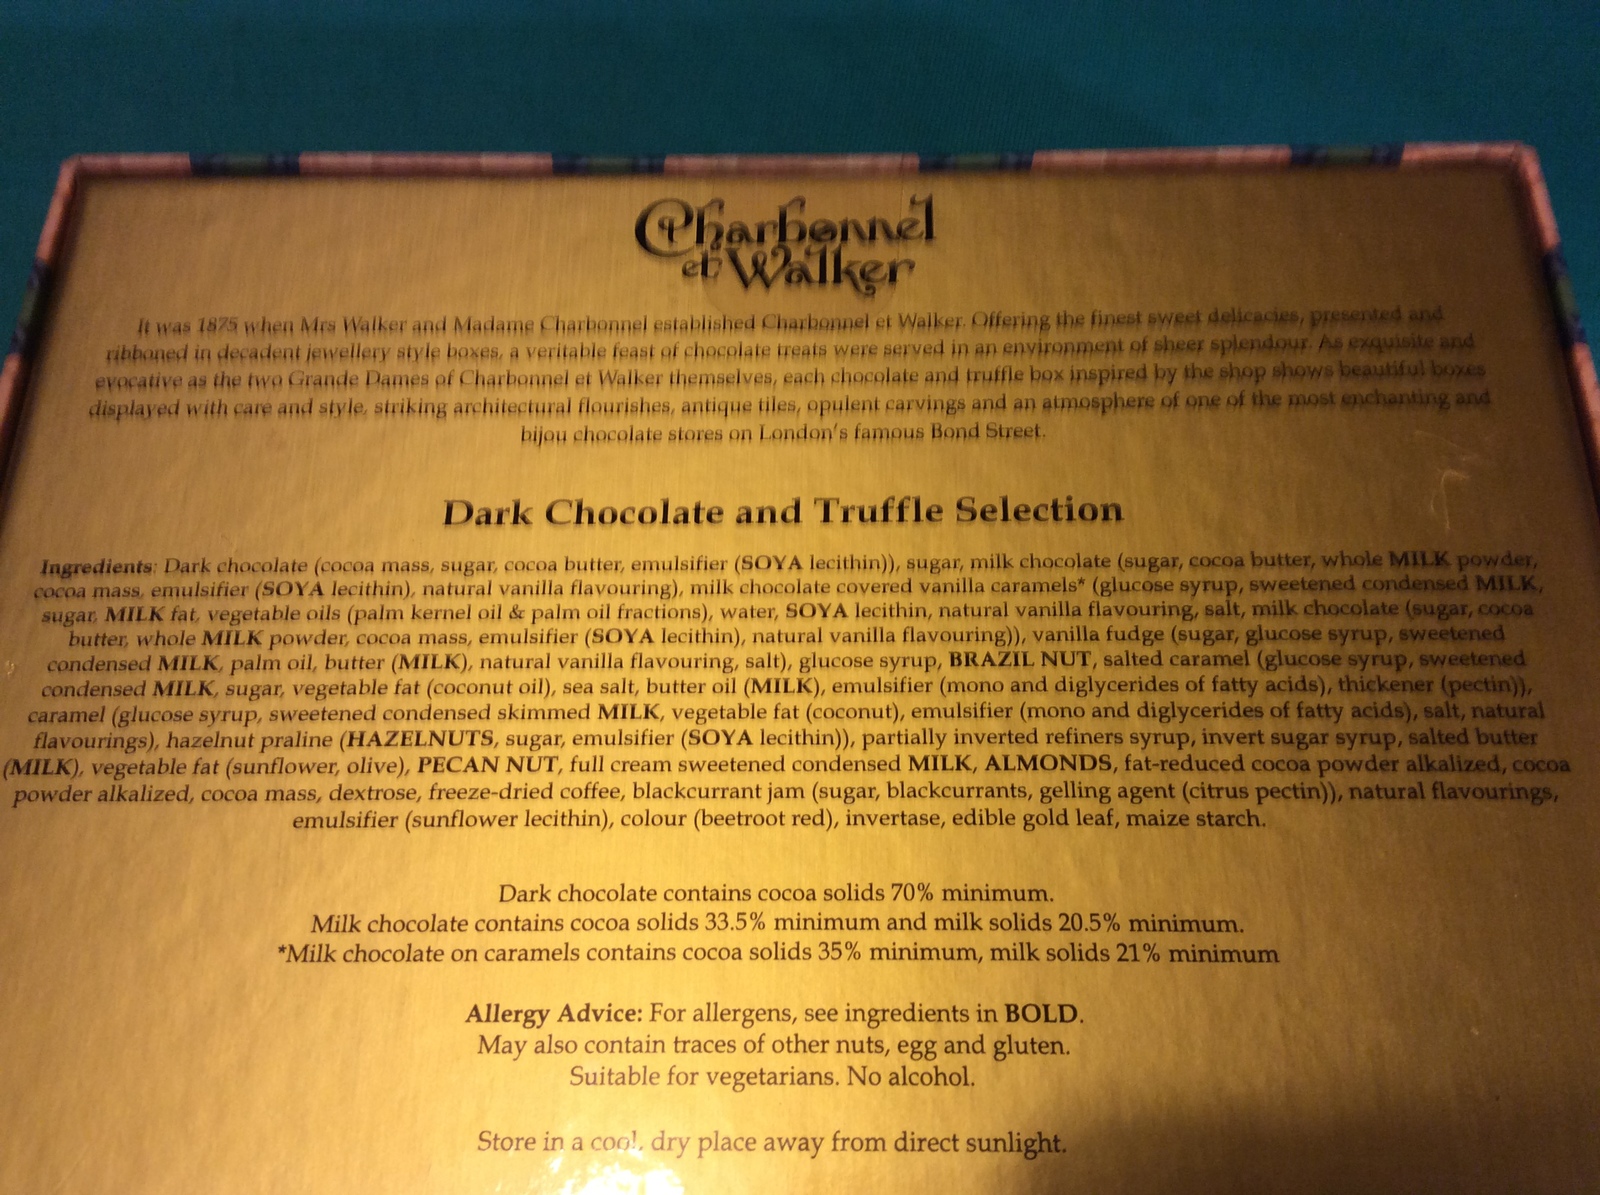 Charbonnel
et Walker
It was 1875 when Mrs Walker and Madame Charbonnel established Charbonnel et Walker. Offering the finest sweet delicacies, presented and
ribboned in decadent jewellery style boxes, a veritable feast of chocolate treats were served in an environment of sheer splendour. As exquisite and
evocative as the two Grande Dames of Charbonnel et Walker themselves, each chocolate and truffle box inspired by the shop shows beautiful boxes
displayed with care and style, striking architectural flourishes, antique tiles, opulent carvings and an atmosphere of one of the most enchanting and
bijou chocolate stores on London's famous Bond Street.
Dark Chocolate and Truffle Selection
Ingredients: Dark chocolate (cocoa mass, sugar, cocoa butter, emulsifier (SOYA lecithin)), sugar, milk chocolate (sugar, cocoa butter, whole MILK powder,
cocoa mass, emulsifier (SOYA lecithin), natural vanilla flavouring), milk chocolate covered vanilla caramels* (glucose syrup, sweetened condensed MILK,
sugar, MILK fat, vegetable oils (palm kernel oil & palm oil fractions), water, SOYA lecithin, natural vanilla flavouring, salt, milk chocolate (sugar, cocoa
butter, whole MILK powder, cocoa mass, emulsifier (SOYA lecithin), natural vanilla flavouring)), vanilla fudge (sugar, glucose syrup, sweetened
condensed MILK, palm oil, butter (MILK), natural vanilla flavouring, salt), glucose syrup, BRAZIL NUT, salted caramel (glucose syrup, sweetened
condensed MILK, sugar, vegetable fat (coconut oil), sea salt, butter oil (MILK), emulsifier (mono and diglycerides of fatty acids), thickener (pectin)),
caramel (glucose syrup, sweetened condensed skimmed MILK, vegetable fat (coconut), emulsifier (mono and diglycerides of fatty acids), salt, natural
flavourings), hazelnut praline (HAZELNUTS, sugar, emulsifier (SOYA lecithin)), partially inverted refiners syrup, invert sugar syrup, salted butter
(MILK), vegetable fat (sunflower, olive), PECAN NUT, full cream sweetened condensed MILK, ALMONDS, fat-reduced cocoa powder alkalized, cocoa
powder alkalized, cocoa mass, dextrose, freeze-dried coffee, blackcurrant jam (sugar, blackcurrants, gelling agent (citrus pectin)), natural flavourings,
emulsifier (sunflower lecithin), colour (beetroot red), invertase, edible gold leaf, maize starch.
Dark chocolate contains cocoa solids 70% minimum.
Milk chocolate contains cocoa solids 33.5% minimum and milk solids 20.5% minimum.
*Milk chocolate on caramels contains cocoa solids 35% minimum, milk solids 21% minimum
Allergy Advice: For allergens, see ingredients in BOLD.
May also contain traces of other nuts, egg and gluten.
Suitable for vegetarians. No alcohol.
Store in a cool, dry place away from direct sunlight.